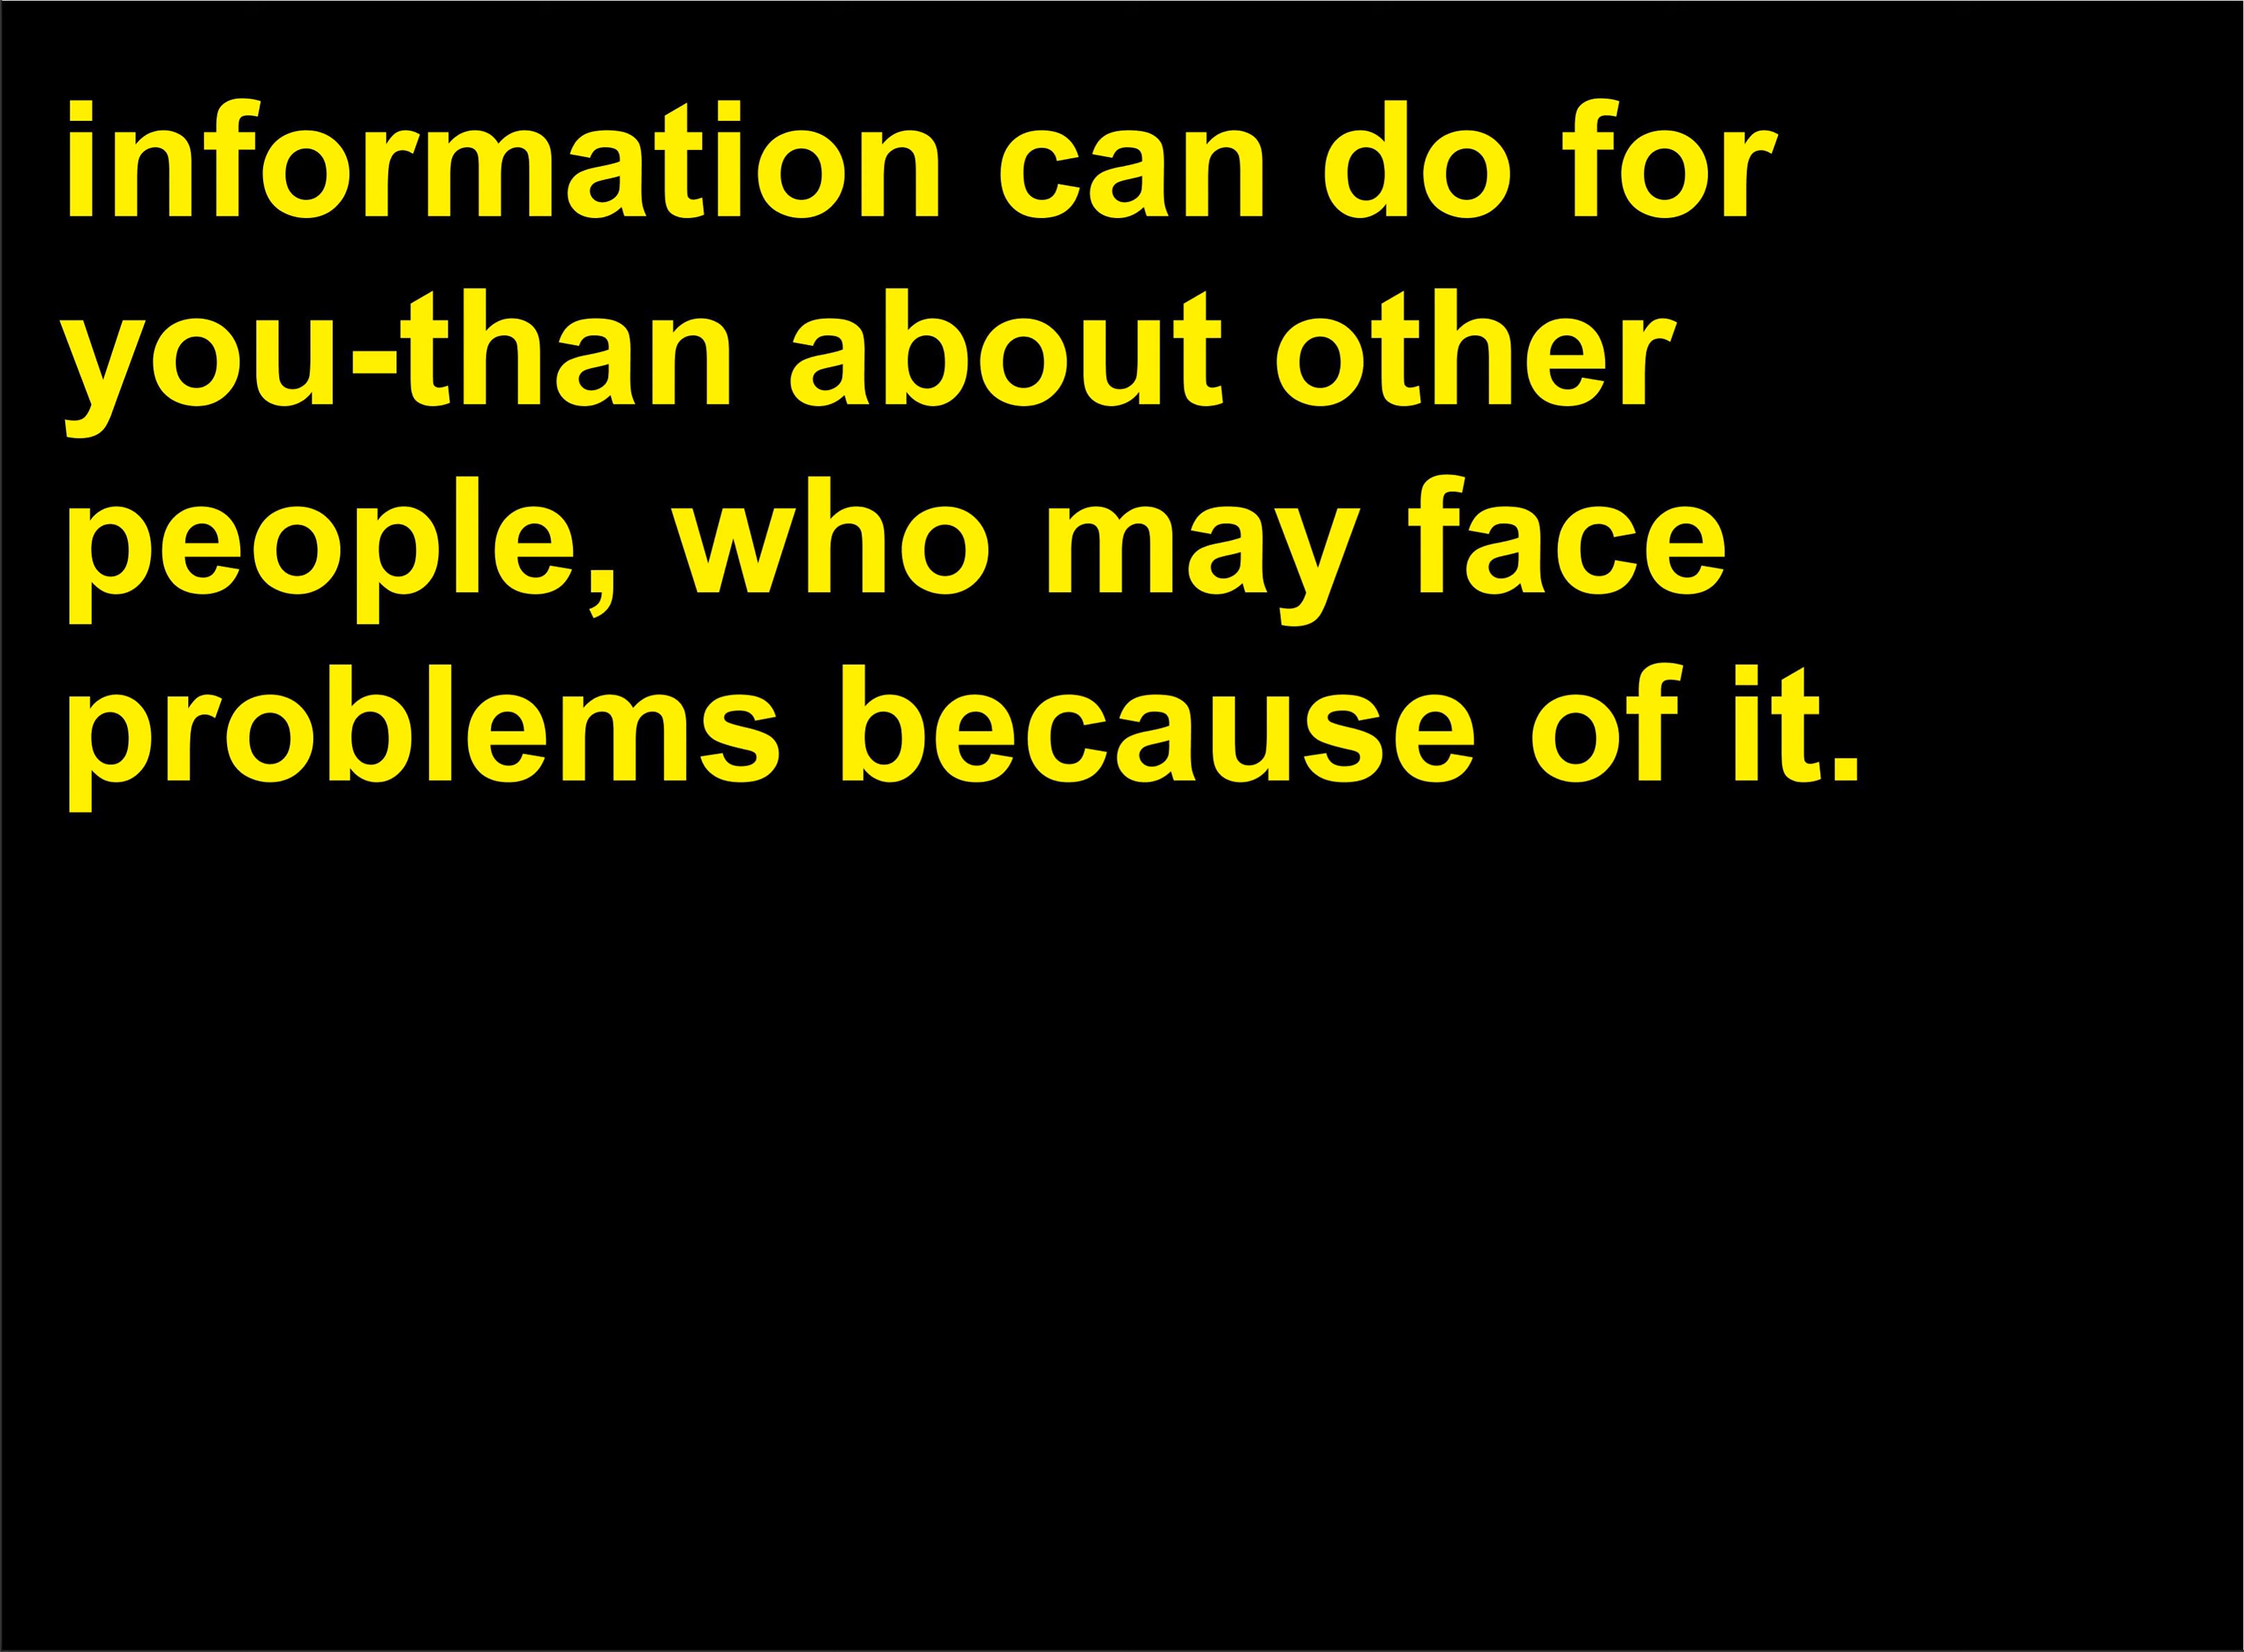 information can do for
you-than about other
people, who may face
problems because of it.